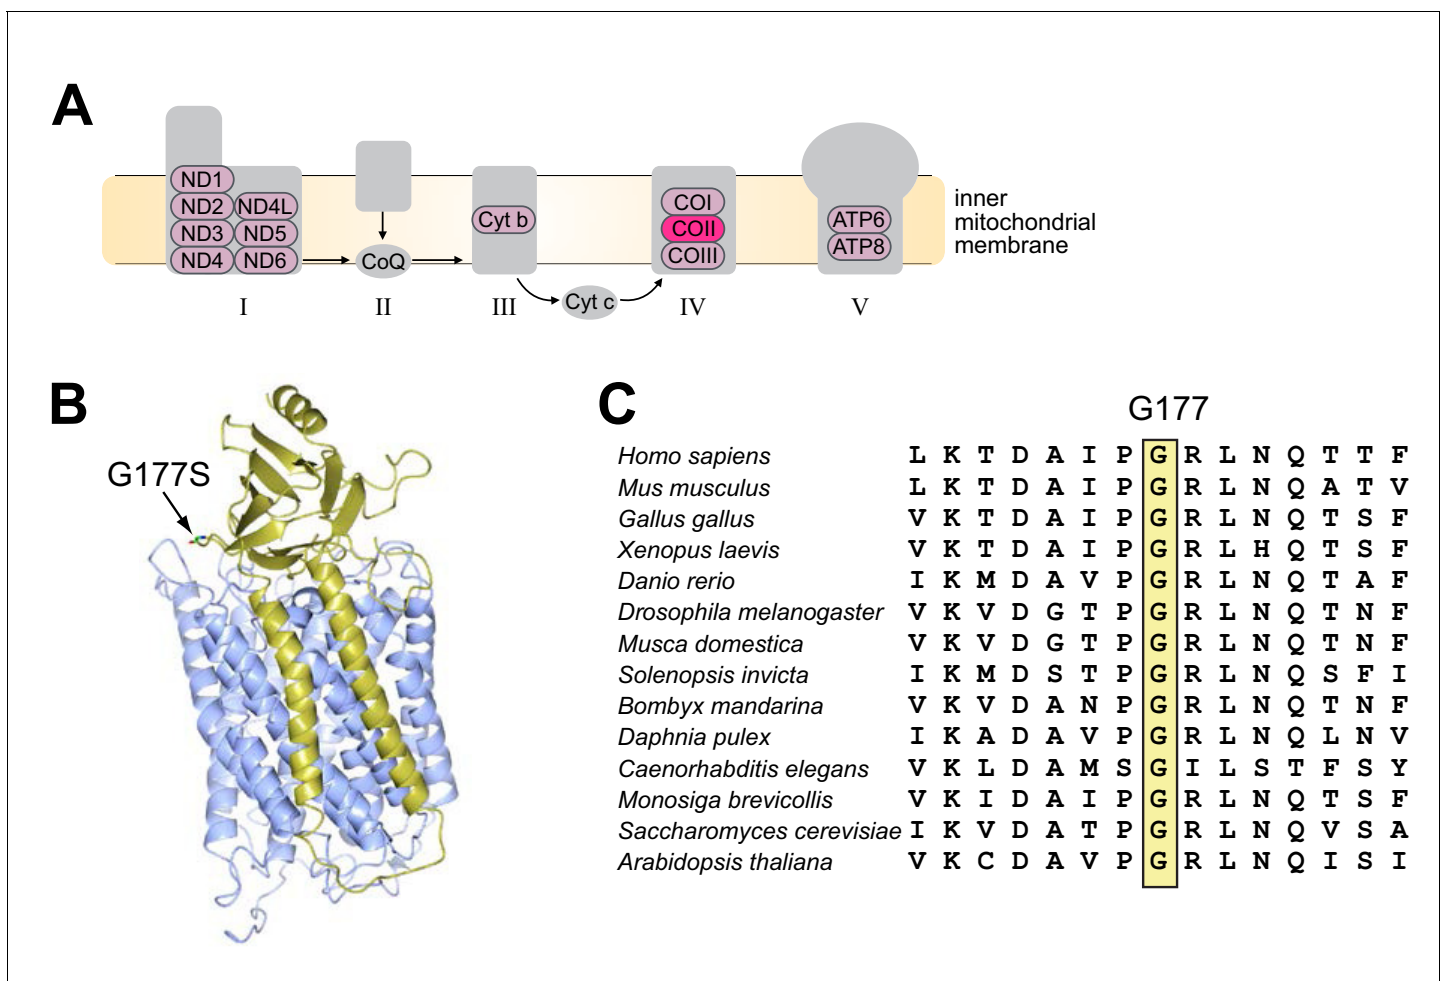 A
ND1
ND2 ND4L
ND3 ND5
ND4 ND6
CoQ
Cyt b
Cyt c
COI
COII
COIII
ATP6
ATP8
inner
mitochondrial
membrane
I II III IV V
B
G177S
C
G177
Homo sapiens L K T D A I P G R L N Q T T F
Mus musculus L K T D A I P G R L N Q A T V
Gallus gallus V K T D A I P G R L N Q T S F
Xenopus laevis V K T D A I P G R L H Q T S F
Danio rerio I K M D A V P G R L N Q T A F
Drosophila melanogaster V K V D G T P G R L N Q T N F
Musca domestica V K V D G T P G R L N Q T N F
Solenopsis invicta I K M D S T P G R L N Q S F I
Bombyx mandarina V K V D A N P G R L N Q T N F
Daphnia pulex I K A D A V P G R L N Q L N V
Caenorhabditis elegans V K L D A M S G I L S T F S Y
Monosiga brevicollis V K I D A I P G R L N Q T S F
Saccharomyces cerevisiae I K V D A T P G R L N Q V S A
Arabidopsis thaliana V K C D A V P G R L N Q I S I